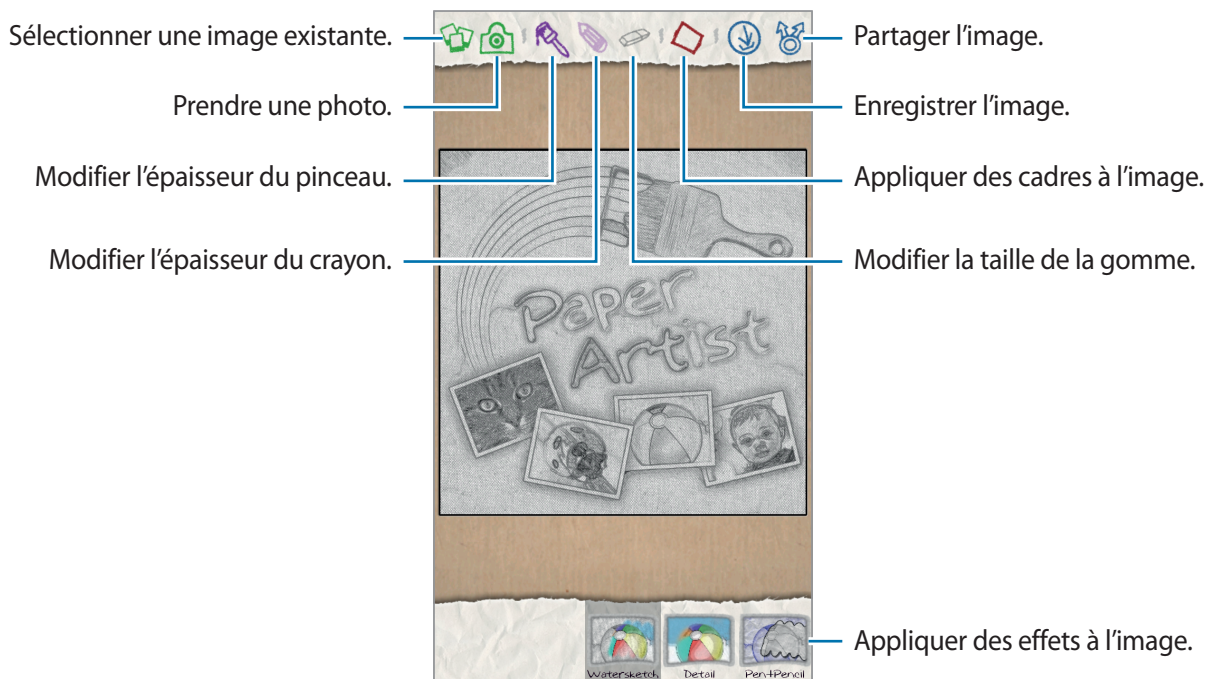 Sélectionner une image existante.
Partager l’image.
Prendre une photo.
Enregistrer l’image.
Modifier l’épaisseur du pinceau.
Appliquer des cadres à l’image.
Modifier l’épaisseur du crayon.
Modifier la taille de la gomme.
Paper
Artist
Appliquer des effets à l’image.
Watersketch Detail Pen+Pencil